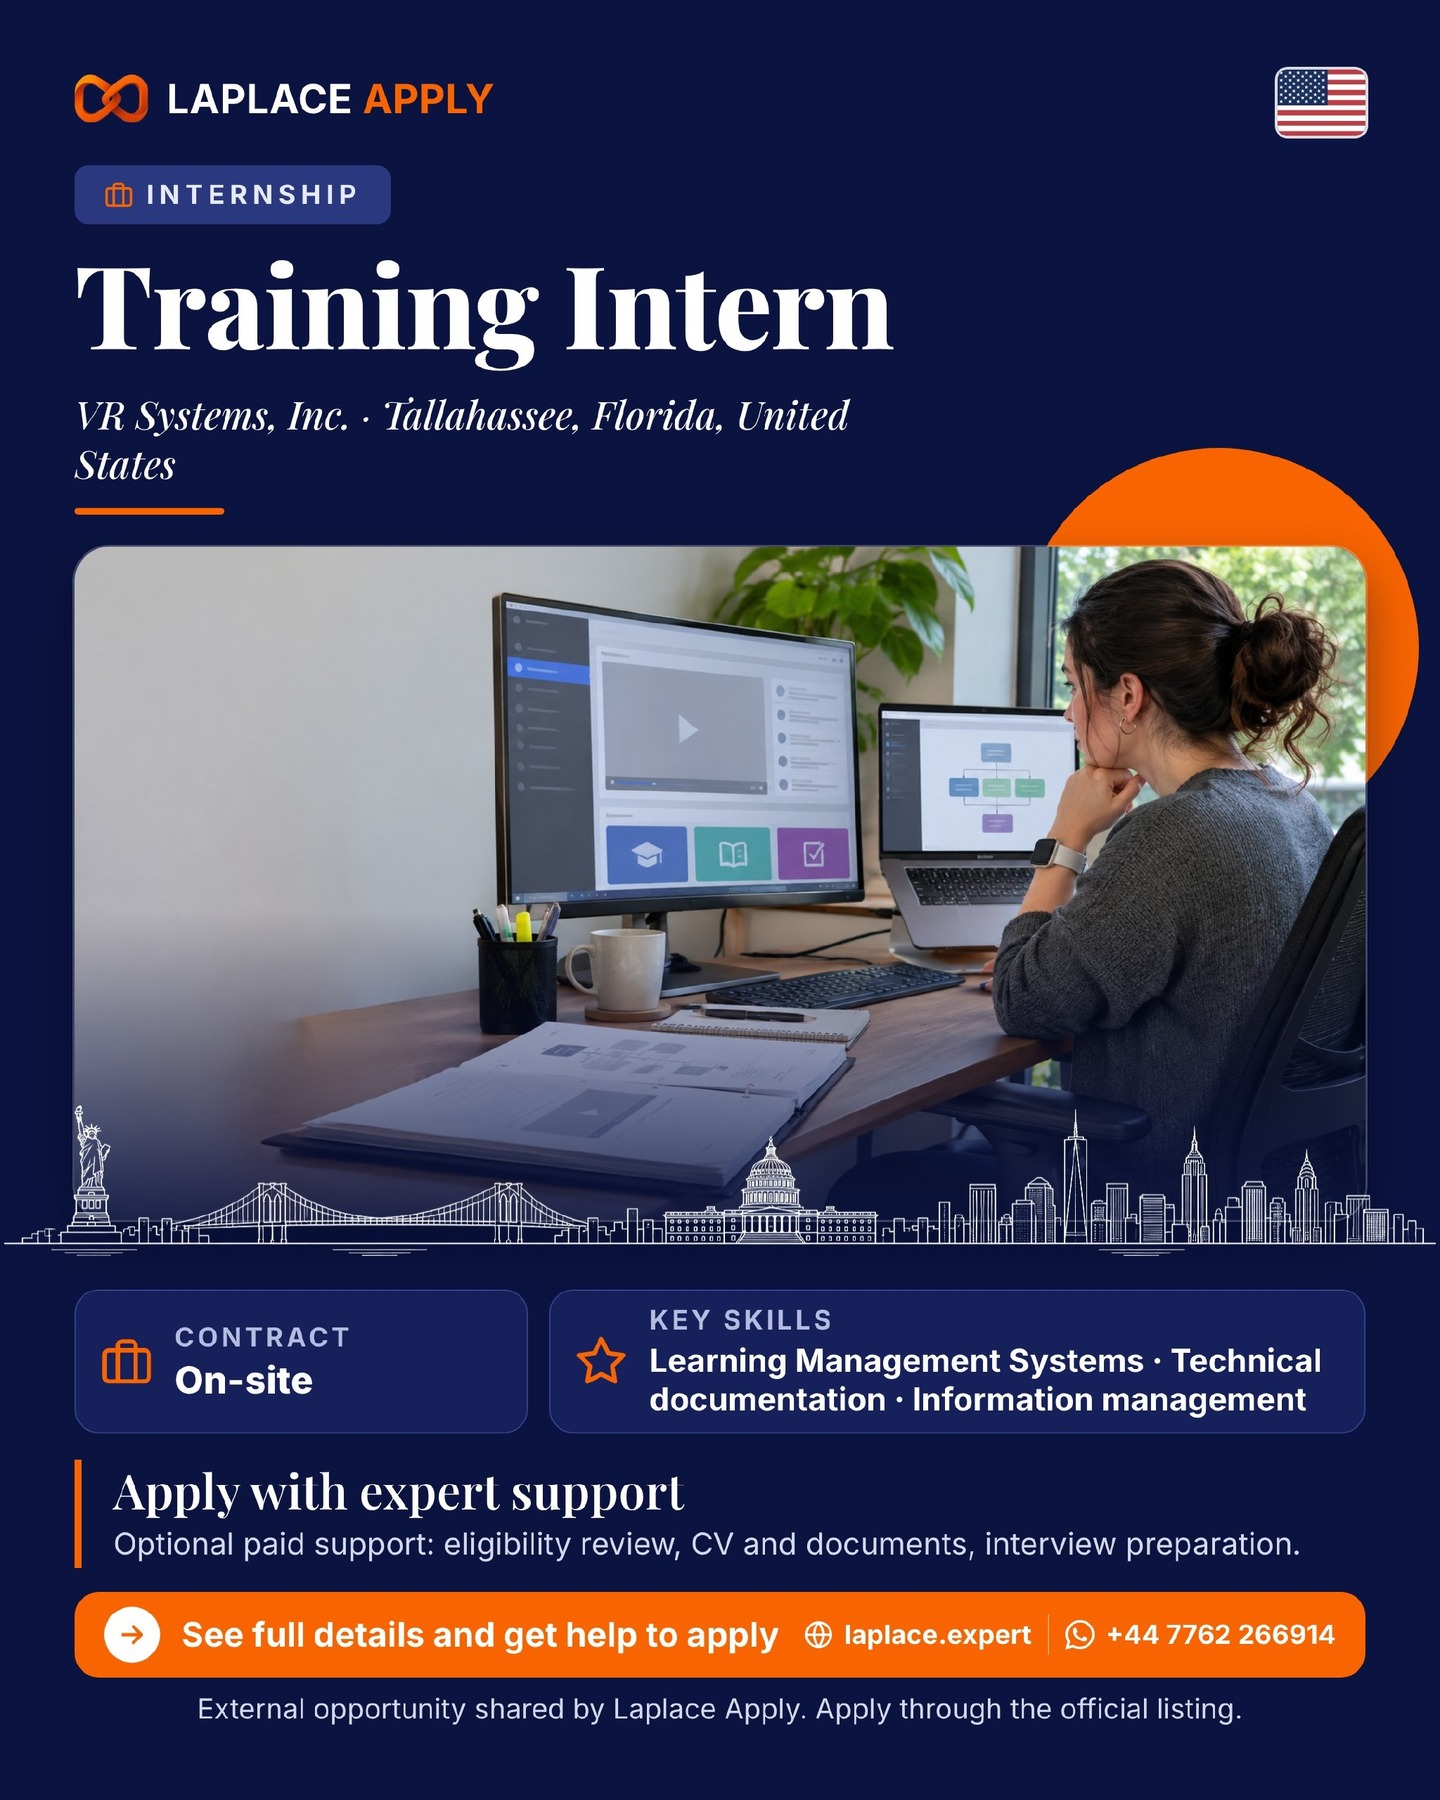 LAPLACE APPLY
INTERNSHIP
Training Intern
VR Systems, Inc. · Tallahassee, Florida, United
States
CONTRACT
On-site
KEY SKILLS
Learning Management Systems · Technical
documentation · Information management
Apply with expert support
Optional paid support: eligibility review, CV and documents, interview preparation.
See full details and get help to apply
laplace.expert
+44 7762 266914
External opportunity shared by Laplace Apply. Apply through the official listing.